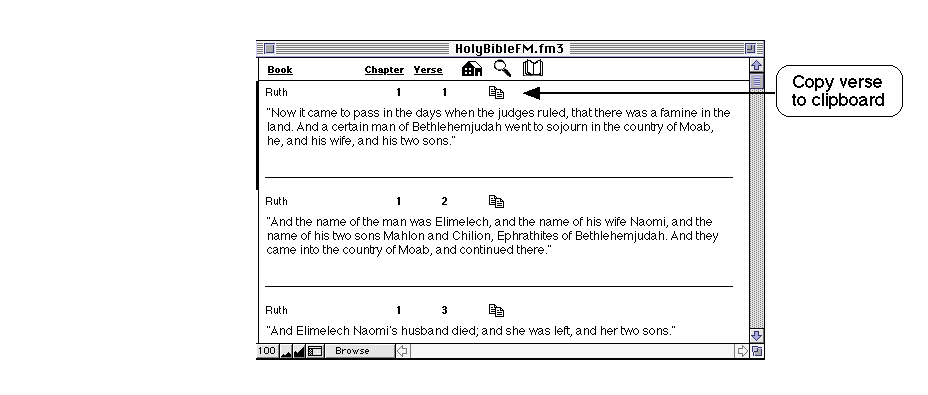 HolyBibleFM.fm3
Book Chapter Verse
Ruth 1 1
Copy verse
to clipboard
"Now it came to pass in the days when the judges ruled, that there was a famine in the
land. And a certain man of Bethlehemjudah went to sojourn in the country of Moab,
he, and his wife, and his two sons."
Ruth 1 2
"And the name of the man was Elimelech, and the name of his wife Naomi, and the
name of his two sons Mahlon and Chilion, Ephrathites of Bethlehemjudah. And they
came into the country of Moab, and continued there."
Ruth 1 3
"And Elimelech Naomi's husband died; and she was left, and her two sons."
100 Browse